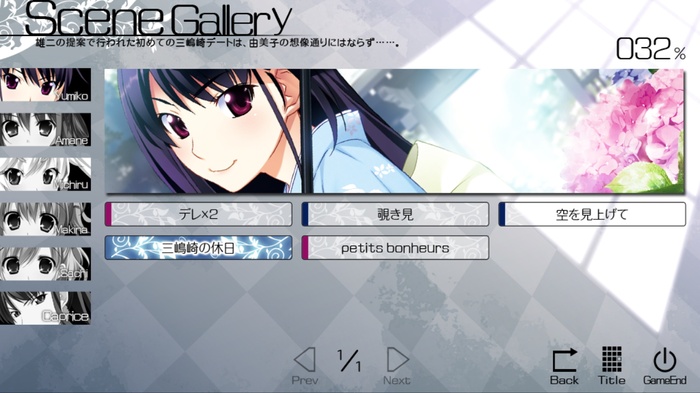 Scene Gallery
雄二の提案で行われた初めての三嶋崎デートは、由美子の想像通りにはならず……。
032%
Yumiko
Amane
Michiru
Makina
Sachi
Caprice
デレ×2
覗き見
空を見上げて
三嶋崎の休日
petits bonheurs
Prev
1/1
Next
Back
Title
GameEnd